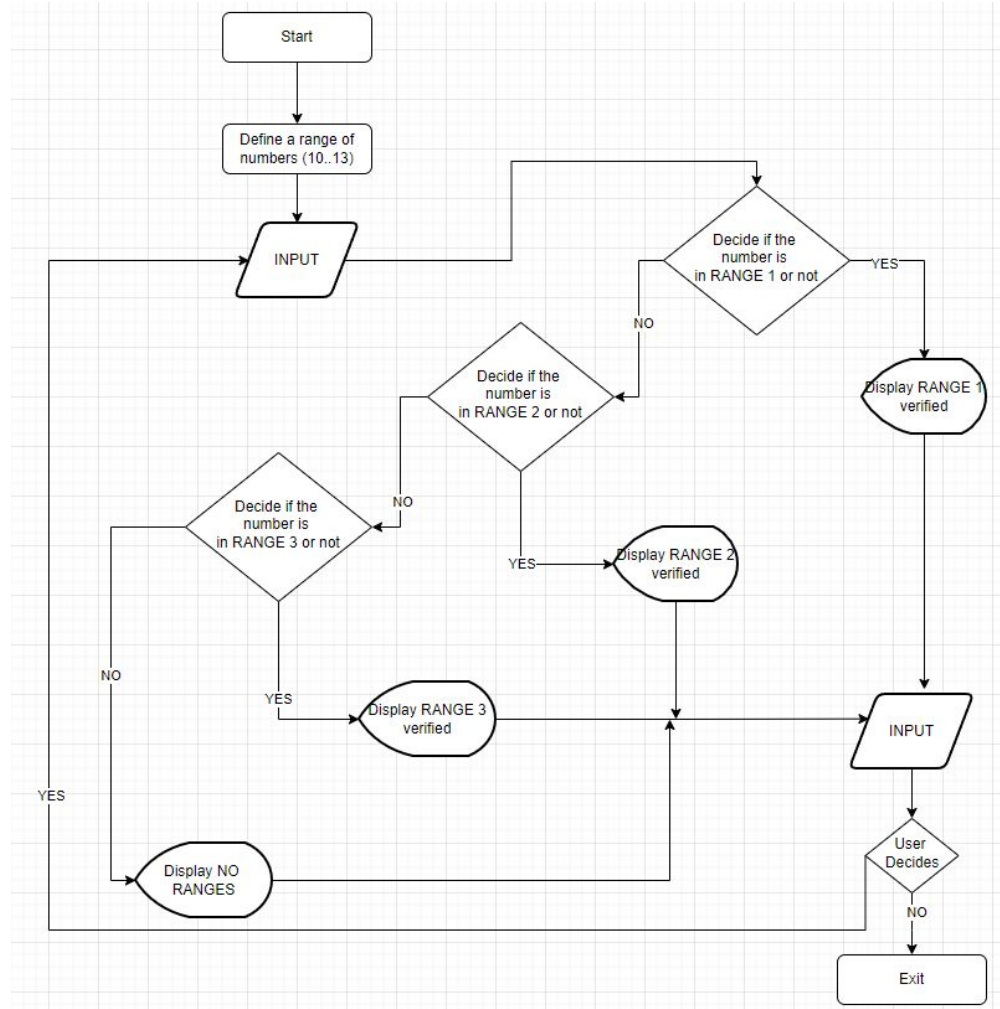 Start
Define a range of
numbers (10..13)
INPUT
Decide if the
number is
in RANGE 1 or not
YES
NO
Decide if the
number is
in RANGE 2 or not
Display RANGE 1
verified
NO
Decide if the
number is
in RANGE 3 or not
YES
Display RANGE 2
verified
NO
YES
Display RANGE 3
verified
INPUT
YES
User
Decides
Display NO
RANGES
NO
Exit